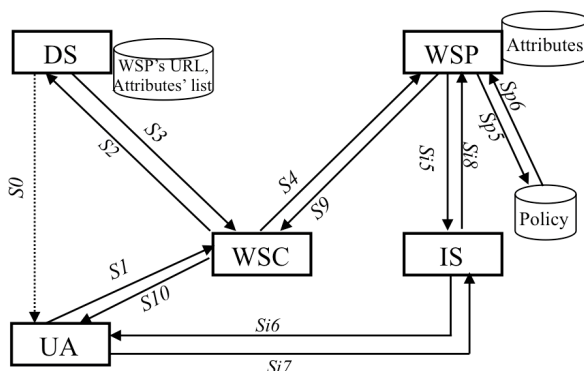 DS
WSP's URL,
Attributes' list
WSP
Attributes
S0
S2
S3
S4
S9
Si5
Si8
Sp5
Sp6
Policy
WSC
IS
S1
S10
UA
Si6
Si7